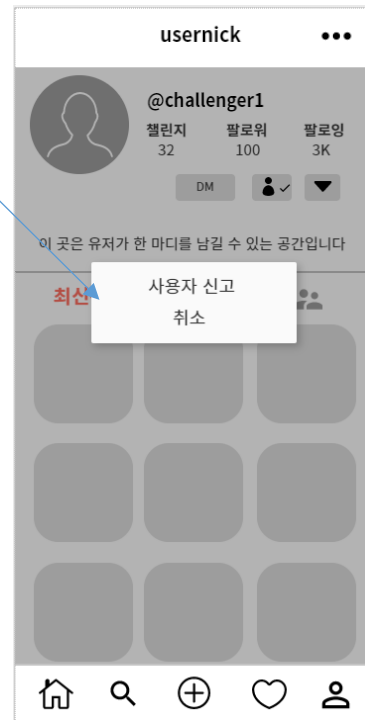 usernick
@challenger1
챌린지 팔로워 팔로잉
32 100 3K
DM
이 곳은 유저가 한 마디를 남길 수 있는 공간입니다
최신
사용자 신고
취소